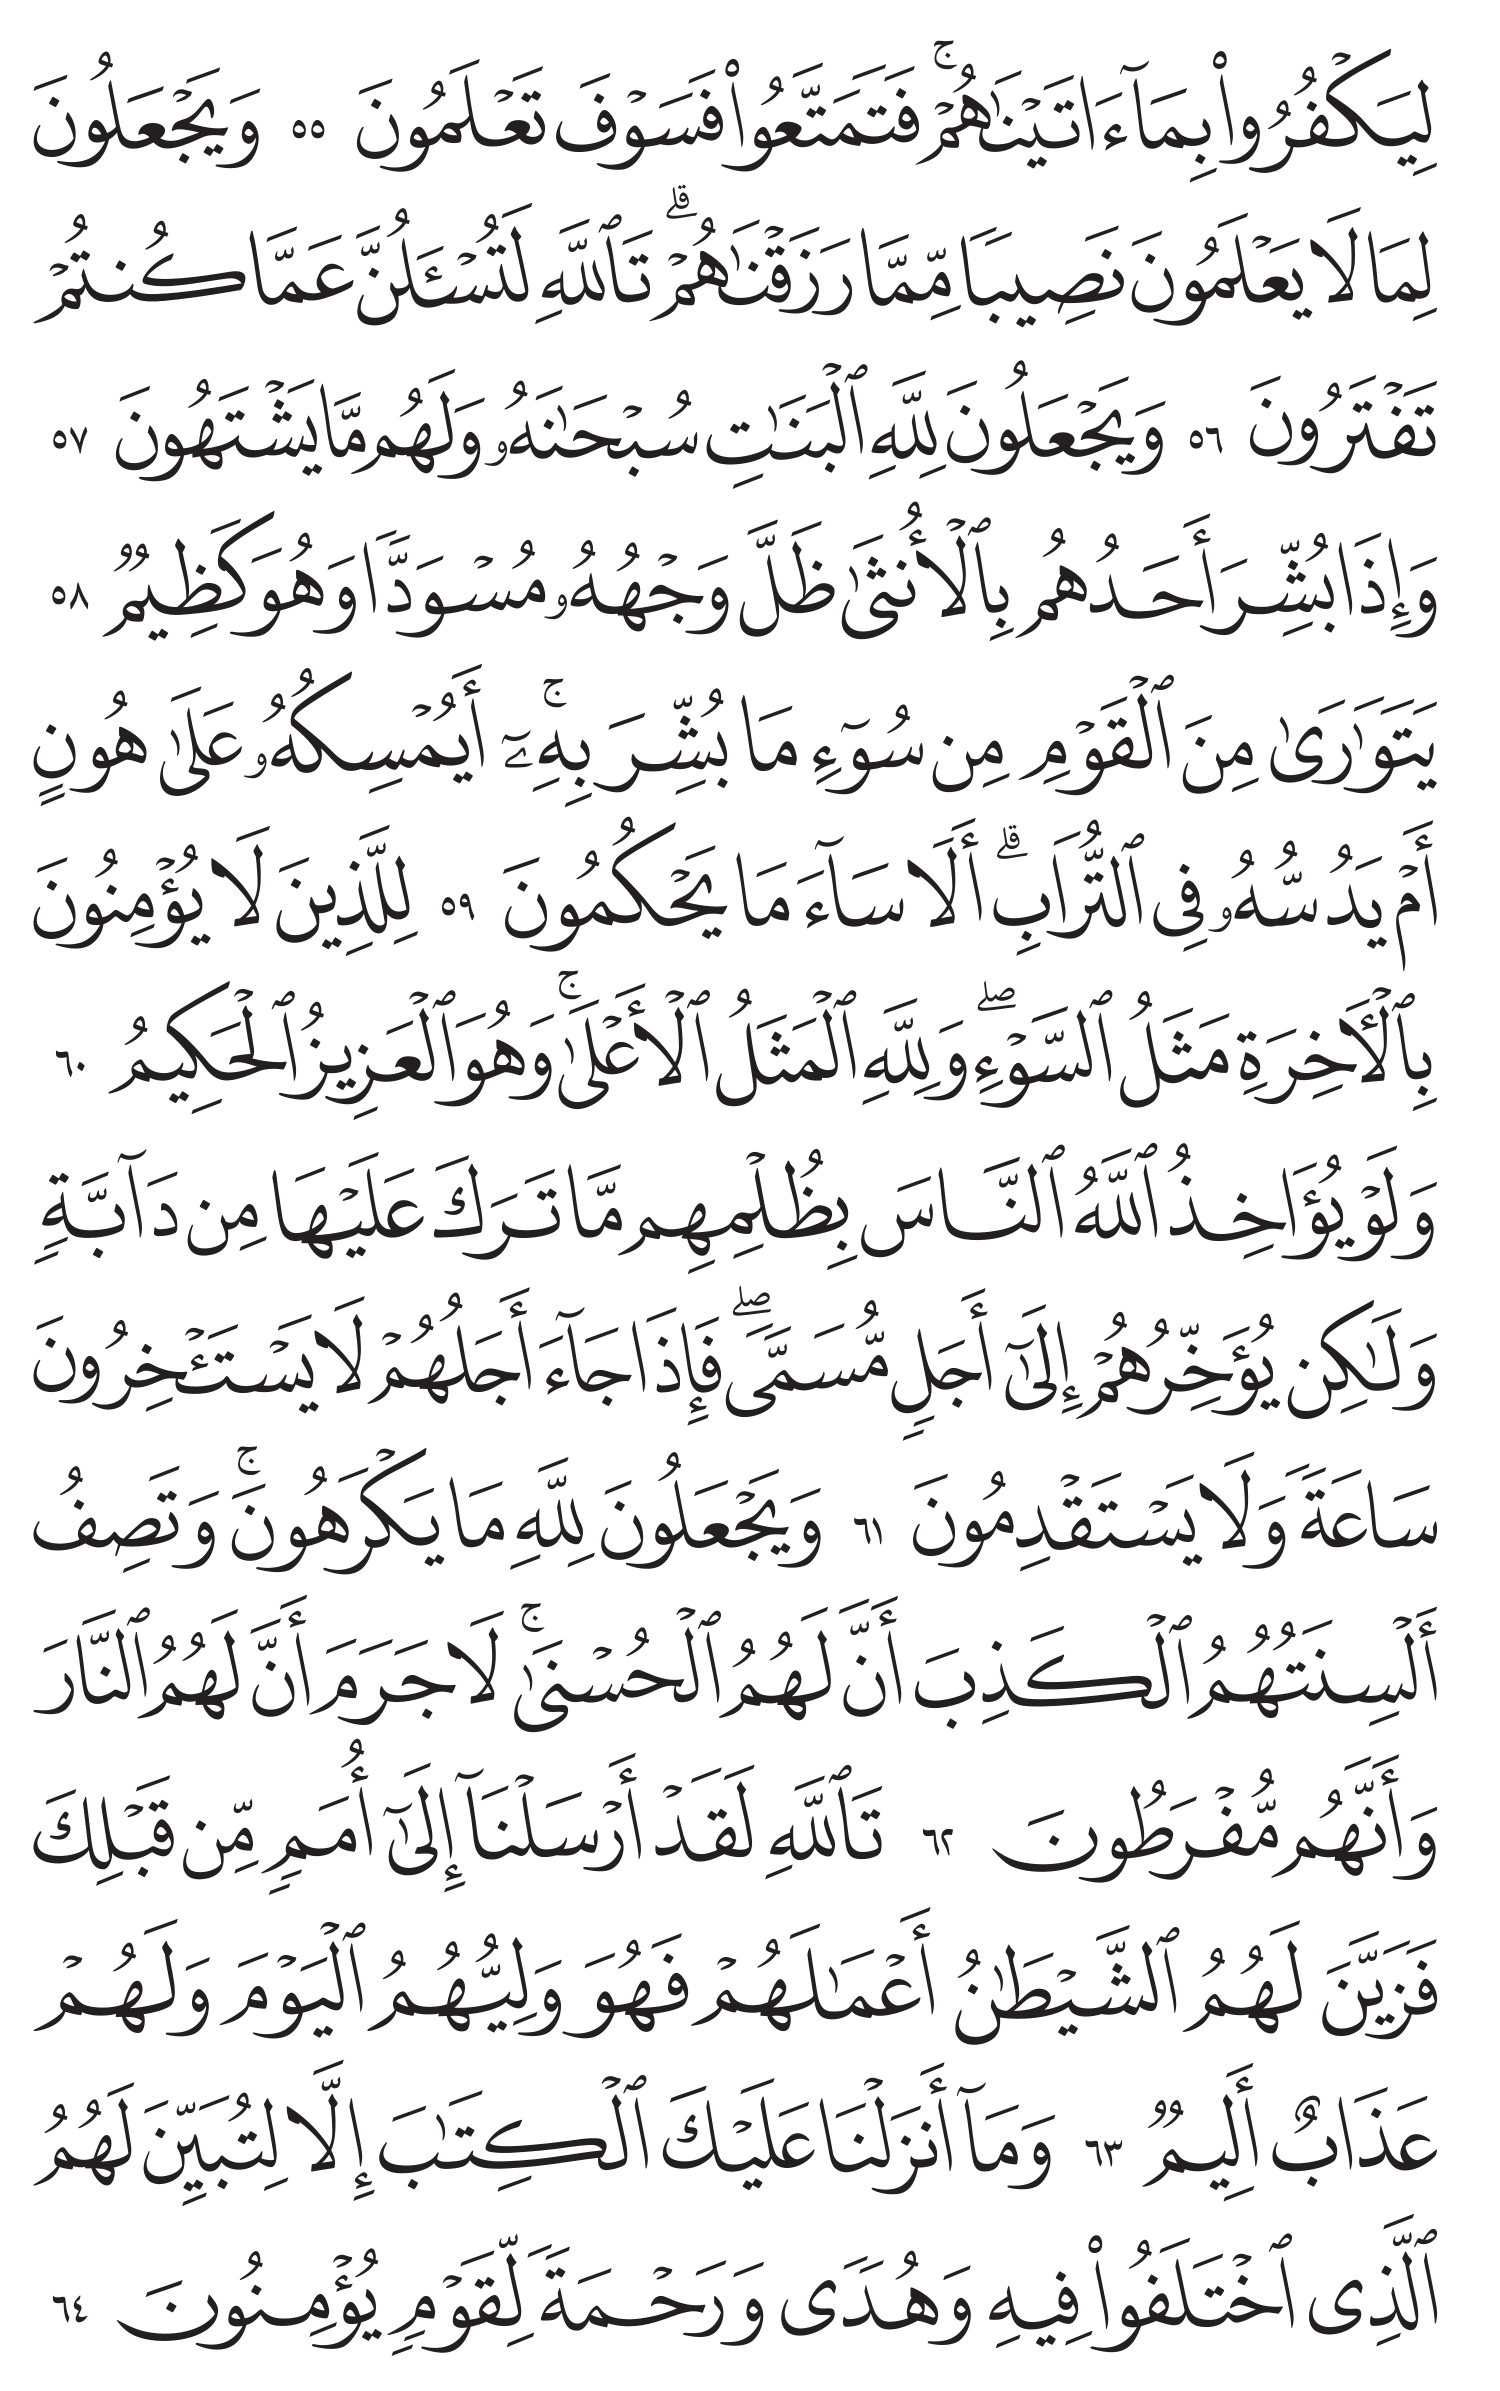 لِيَكْفُرُوا۟ بِمَآ ءَاتَيْنَٰهُمْ ۚ فَتَمَتَّعُوا۟ فَسَوْفَ تَعْلَمُونَ ٥٥ وَيَجْعَلُونَ
لِمَا لَا يَعْلَمُونَ نَصِيبًا مِّمَّا رَزَقْنَٰهُمْ ۗ تَٱللَّهِ لَتُسْـَٔلُنَّ عَمَّا كُنتُمْ
تَفْتَرُونَ ٥٦ وَيَجْعَلُونَ لِلَّهِ ٱلْبَنَٰتِ سُبْحَٰنَهُۥ وَلَهُم مَّا يَشْتَهُونَ ٥٧
وَإِذَا بُشِّرَ أَحَدُهُم بِٱلْأُنثَىٰ ظَلَّ وَجْهُهُۥ مُسْوَدًّا وَهُوَ كَظِيمٌ ٥٨
يَتَوَٰرَىٰ مِنَ ٱلْقَوْمِ مِن سُوٓءِ مَا بُشِّرَ بِهِۦٓ ۚ أَيُمْسِكُهُۥ عَلَىٰ هُونٍ
أَمْ يَدُسُّهُۥ فِى ٱلتُّرَابِ ۗ أَلَا سَآءَ مَا يَحْكُمُونَ ٥٩ لِلَّذِينَ لَا يُؤْمِنُونَ
بِٱلْـَٔاخِرَةِ مَثَلُ ٱلسَّوْءِ ۖ وَلِلَّهِ ٱلْمَثَلُ ٱلْأَعْلَىٰ ۚ وَهُوَ ٱلْعَزِيزُ ٱلْحَكِيمُ ٦٠
وَلَوْ يُؤَاخِذُ ٱللَّهُ ٱلنَّاسَ بِظُلْمِهِم مَّا تَرَكَ عَلَيْهَا مِن دَآبَّةٍ
وَلَٰكِن يُؤَخِّرُهُمْ إِلَىٰٓ أَجَلٍ مُّسَمًّى ۖ فَإِذَا جَآءَ أَجَلُهُمْ لَا يَسْتَـْٔخِرُونَ
سَاعَةً وَلَا يَسْتَقْدِمُونَ ٦١ وَيَجْعَلُونَ لِلَّهِ مَا يَكْرَهُونَ ۚ وَتَصِفُ
أَلْسِنَتُهُمُ ٱلْكَذِبَ أَنَّ لَهُمُ ٱلْحُسْنَىٰ ۚ لَا جَرَمَ أَنَّ لَهُمُ ٱلنَّارَ
وَأَنَّهُم مُّفْرَطُونَ ٦٢ تَٱللَّهِ لَقَدْ أَرْسَلْنَآ إِلَىٰٓ أُمَمٍ مِّن قَبْلِكَ
فَزَيَّنَ لَهُمُ ٱلشَّيْطَٰنُ أَعْمَٰلَهُمْ فَهُوَ وَلِيُّهُمُ ٱلْيَوْمَ وَلَهُمْ
عَذَابٌ أَلِيمٌ ٦٣ وَمَآ أَنزَلْنَا عَلَيْكَ ٱلْكِتَٰبَ إِلَّا لِتُبَيِّنَ لَهُمُ
ٱلَّذِى ٱخْتَلَفُوا۟ فِيهِ وَهُدًى وَرَحْمَةً لِّقَوْمٍ يُؤْمِنُونَ ٦٤